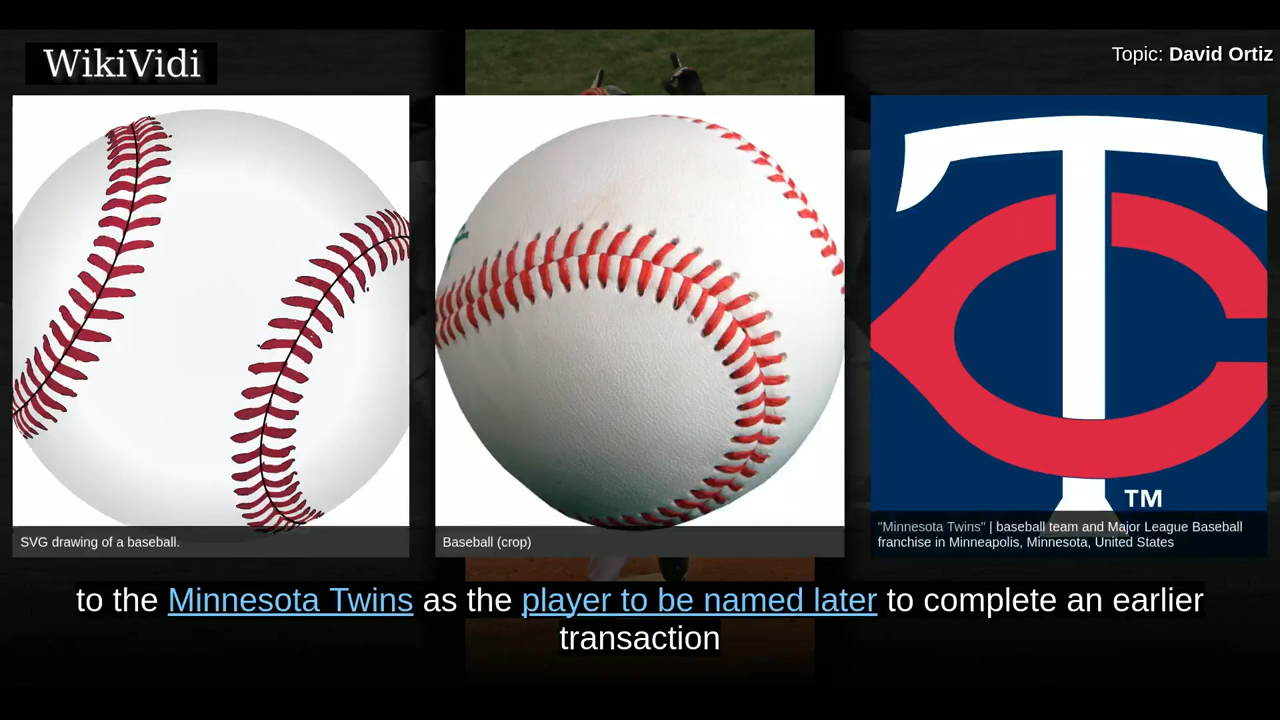 WikiVidi
Topic: David Ortiz
SVG drawing of a baseball.
Baseball (crop)
TC
TM
"Minnesota Twins" | baseball team and Major League Baseball
franchise in Minneapolis, Minnesota, United States
to the Minnesota Twins as the player to be named later to complete an earlier
transaction